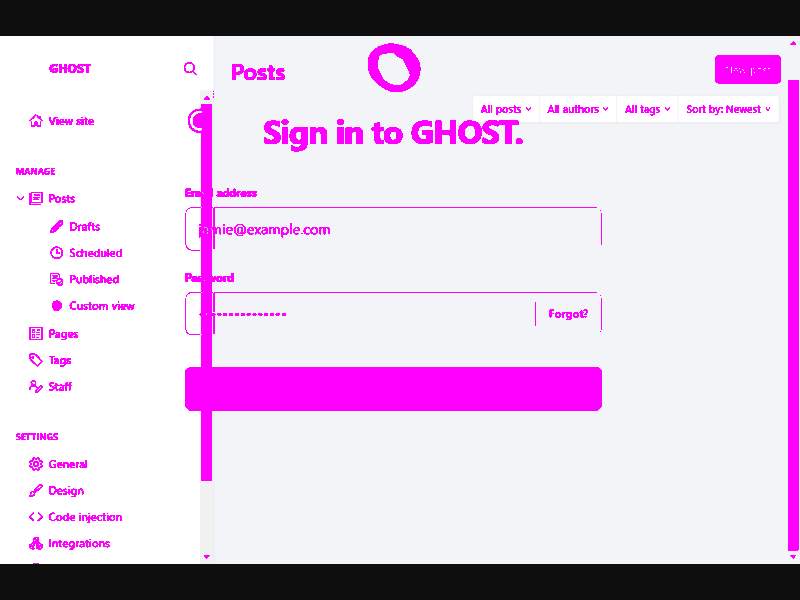 GHOST
Posts
New post
View site
All posts
All authors
All tags
Sort by: Newest
Sign in to GHOST.
MANAGE
Posts
Email address
Drafts
jamie@example.com
Scheduled
Published
Password
Custom view
Forgot?
Pages
Tags
Staff
SETTINGS
General
Design
Code injection
Integrations